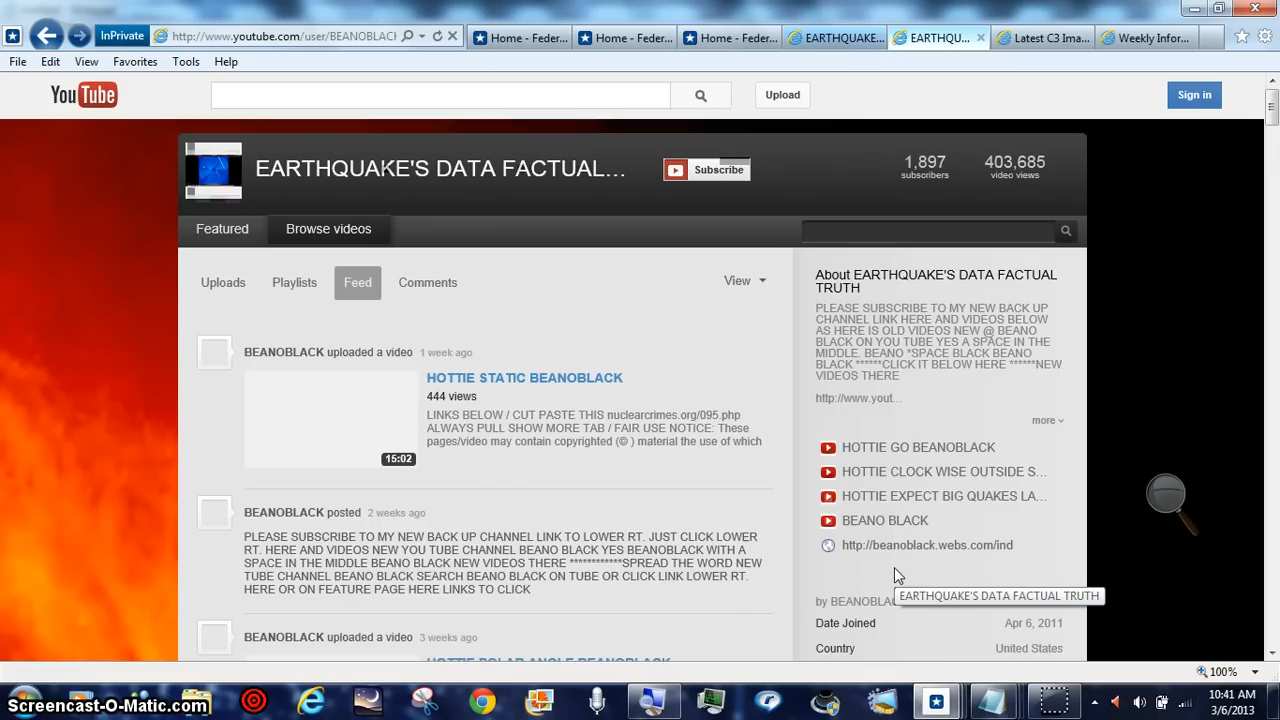 InPrivate
http://www.youtube.com/user/BEANOBLACK
Home - Feder...
Home - Feder...
Home - Feder...
EARTHQUAKE...
EARTHQU...
Latest C3 Ima...
Weekly Infor...
File Edit View Favorites Tools Help
YouTube
Upload
Sign in
EARTHQUAKE'S DATA FACTUAL...
Subscribe
1,897
subscribers
403,685
video views
Featured
Browse videos
Uploads
Playlists
Feed
Comments
View
BEANOBLACK uploaded a video 1 week ago
HOTTIE STATIC BEANOBLACK
444 views
LINKS BELOW / CUT PASTE THIS nuclearcrimes.org/095.php
ALWAYS PULL SHOW MORE TAB / FAIR USE NOTICE: These
pages/video may contain copyrighted (© ) material the use of which
15:02
BEANOBLACK posted 2 weeks ago
PLEASE SUBSCRIBE TO MY NEW BACK UP CHANNEL LINK TO LOWER RT. JUST CLICK LOWER
RT. HERE AND VIDEOS NEW YOU TUBE CHANNEL BEANO BLACK YES BEANOBLACK WITH A
SPACE IN THE MIDDLE BEANO BLACK NEW VIDEOS THERE ************SPREAD THE WORD NEW
TUBE CHANNEL BEANO BLACK SEARCH BEANO BLACK ON TUBE OR CLICK LINK LOWER RT.
HERE OR ON FEATURE PAGE HERE LINKS TO CLICK
BEANOBLACK uploaded a video 3 weeks ago
HOTTIE POLAR ANGLE BEANOBLACK
About EARTHQUAKE'S DATA FACTUAL
TRUTH
PLEASE SUBSCRIBE TO MY NEW BACK UP
CHANNEL LINK HERE AND VIDEOS BELOW
AS HERE IS OLD VIDEOS NEW @ BEANO
BLACK ON YOU TUBE YES A SPACE IN THE
MIDDLE. BEANO *SPACE BLACK BEANO
BLACK ******CLICK IT BELOW HERE ******NEW
VIDEOS THERE
http://www.yout...
more
HOTTIE GO BEANOBLACK
HOTTIE CLOCK WISE OUTSIDE S...
HOTTIE EXPECT BIG QUAKES LA...
BEANO BLACK
http://beanoblack.webs.com/ind
EARTHQUAKE'S DATA FACTUAL TRUTH
by BEANOBLAC
Date Joined Apr 6, 2011
Country United States
100%
Screencast-O-Matic.com
10:41 AM
3/6/2013